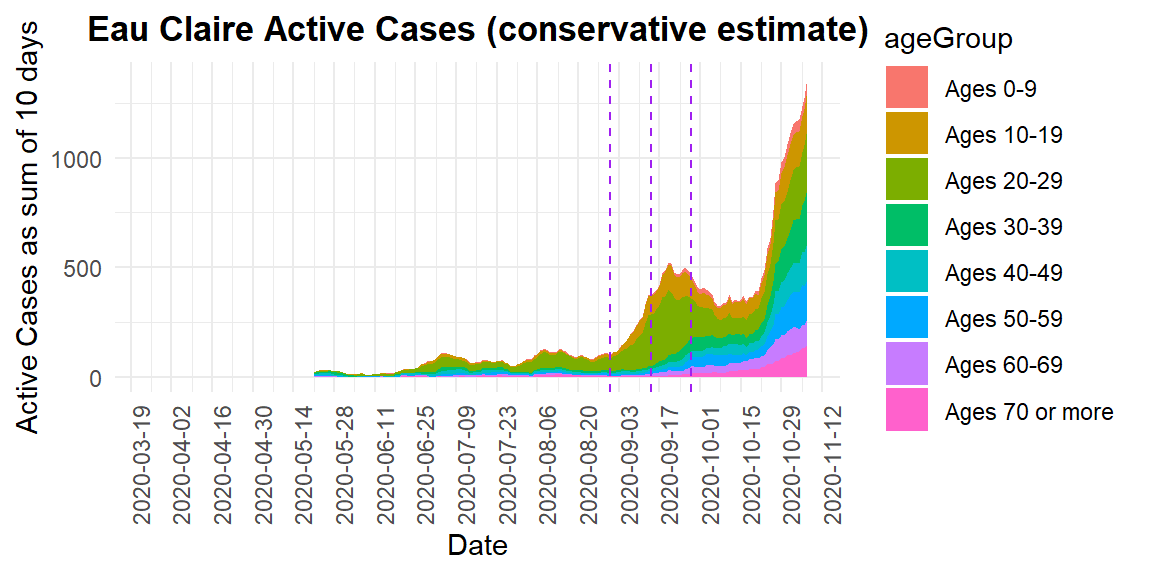 Eau Claire Active Cases (conservative estimate)
Active Cases as sum of 10 days
1000
500
0
2020-03-19
2020-04-02
2020-04-16
2020-04-30
2020-05-14
2020-05-28
2020-06-11
2020-06-25
2020-07-09
2020-07-23
2020-08-06
2020-08-20
2020-09-03
2020-09-17
2020-10-01
2020-10-15
2020-10-29
2020-11-12
Date
ageGroup
Ages 0-9
Ages 10-19
Ages 20-29
Ages 30-39
Ages 40-49
Ages 50-59
Ages 60-69
Ages 70 or more